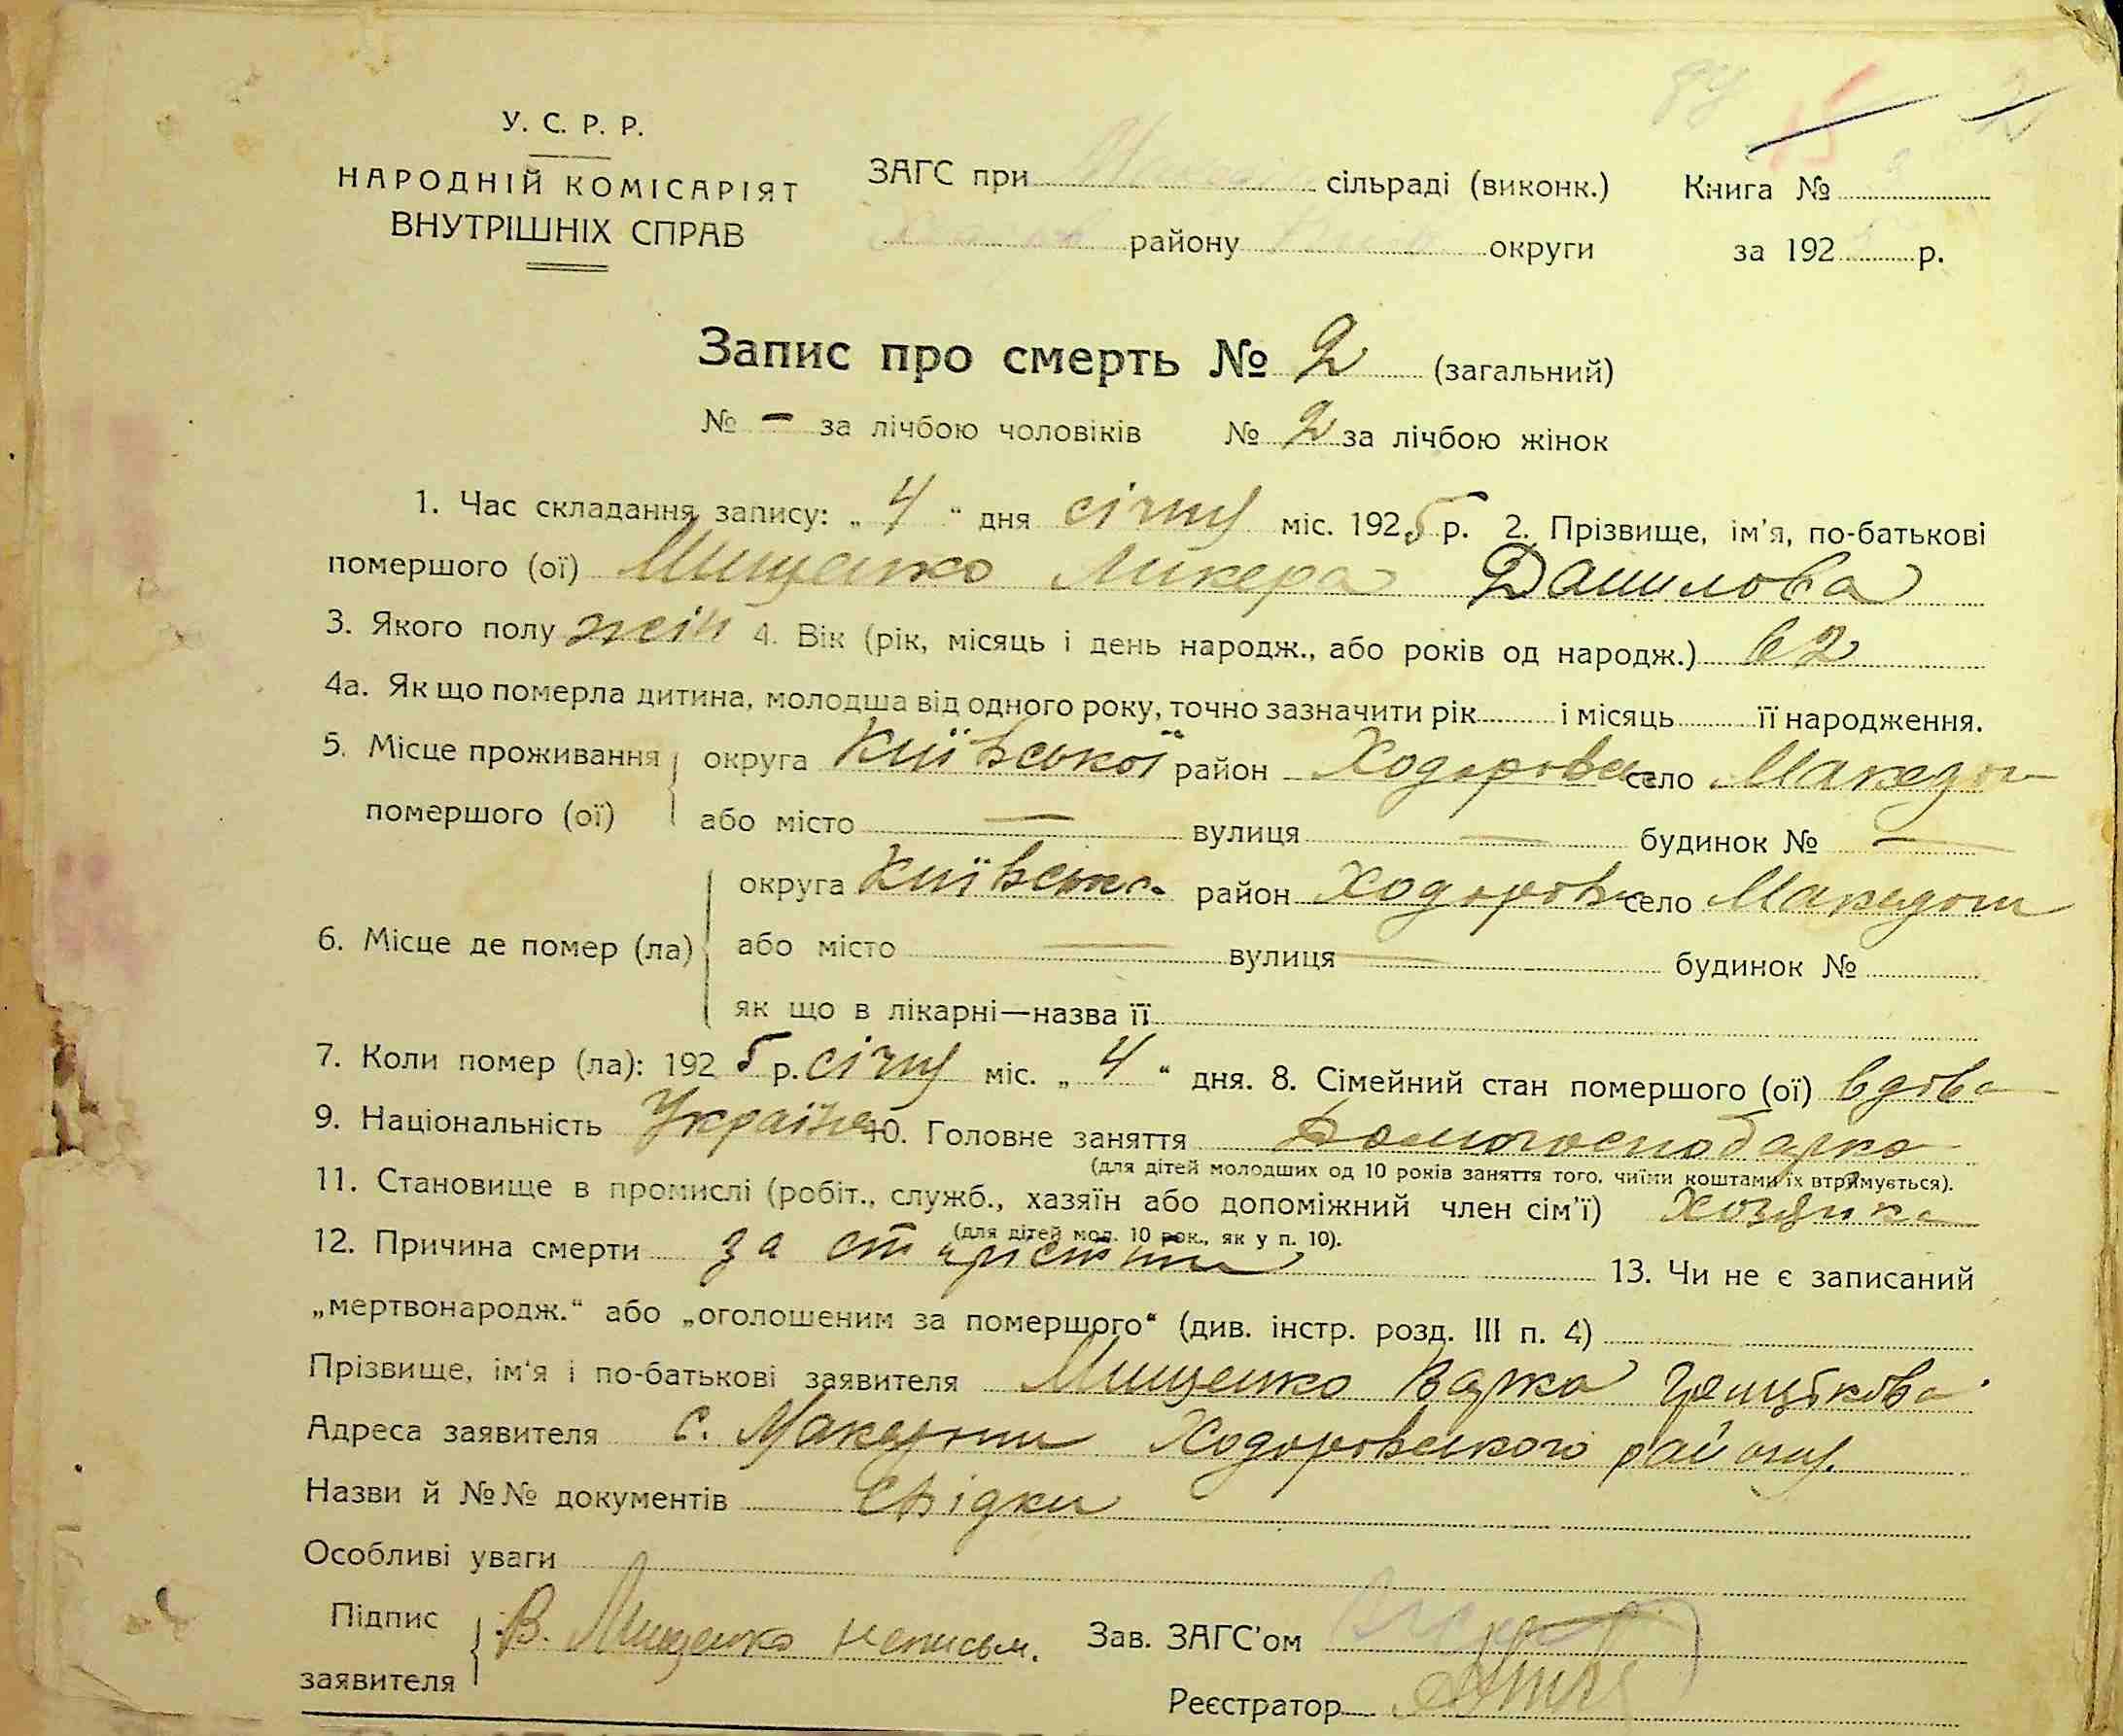 У. С. Р. Р.
НАРОДНІЙ КОМІСАРІЯТ
ВНУТРІШНІХ СПРАВ
ЗАГС при сільраді (виконк.)
району округи
Книга №
за 192 р.
Запис про смерть № 2 (загальний)
№ - за лічбою чоловіків № 2 за лічбою жінок
1. Час складання запису: „ 4 “ дня січня міс. 1925 р. 2. Прізвище, ім'я, по-батькові
помершого (ої) Мищенко Ликера Данилова
3. Якого полу жін 4. Вік (рік, місяць і день народж., або років од народж.) 62
4а. Як що померла дитина, молодша від одного року, точно зазначити рік і місяць її народження.
5. Місце проживання округа Київської район Ходоровск село Македон
помершого (ої) або місто — вулиця — будинок № —
округа Київська район Ходоровк село Македон
6. Місце де помер (ла) або місто — вулиця — будинок №
як що в лікарні—назва її
7. Коли помер (ла): 1925 р. січня міс. „ 4 “ дня. 8. Сімейний стан помершого (ої) вдова
9. Національність Україн 10. Головне заняття Домогосподарка
(для дітей молодших од 10 років заняття того, чиїми коштами їх втримується).
11. Становище в промислі (робіт., служб., хазяїн або допоміжний член сім'ї) хозяйка
(для дітей мол. 10 рок., як у п. 10).
12. Причина смерти за старістю 13. Чи не є записаний
„мертвонародж.“ або „оголошеним за помершого“ (див. інстр. розд. III п. 4)
Прізвище, ім'я і по-батькові заявителя Мищенко Варка
Адреса заявителя с. Македони Ходоровського району.
Назви й №№ документів Свідки
Особливі уваги
Підпис
заявителя В. Мищенко неписьм. Зав. ЗАГС'ом
Реєстратор